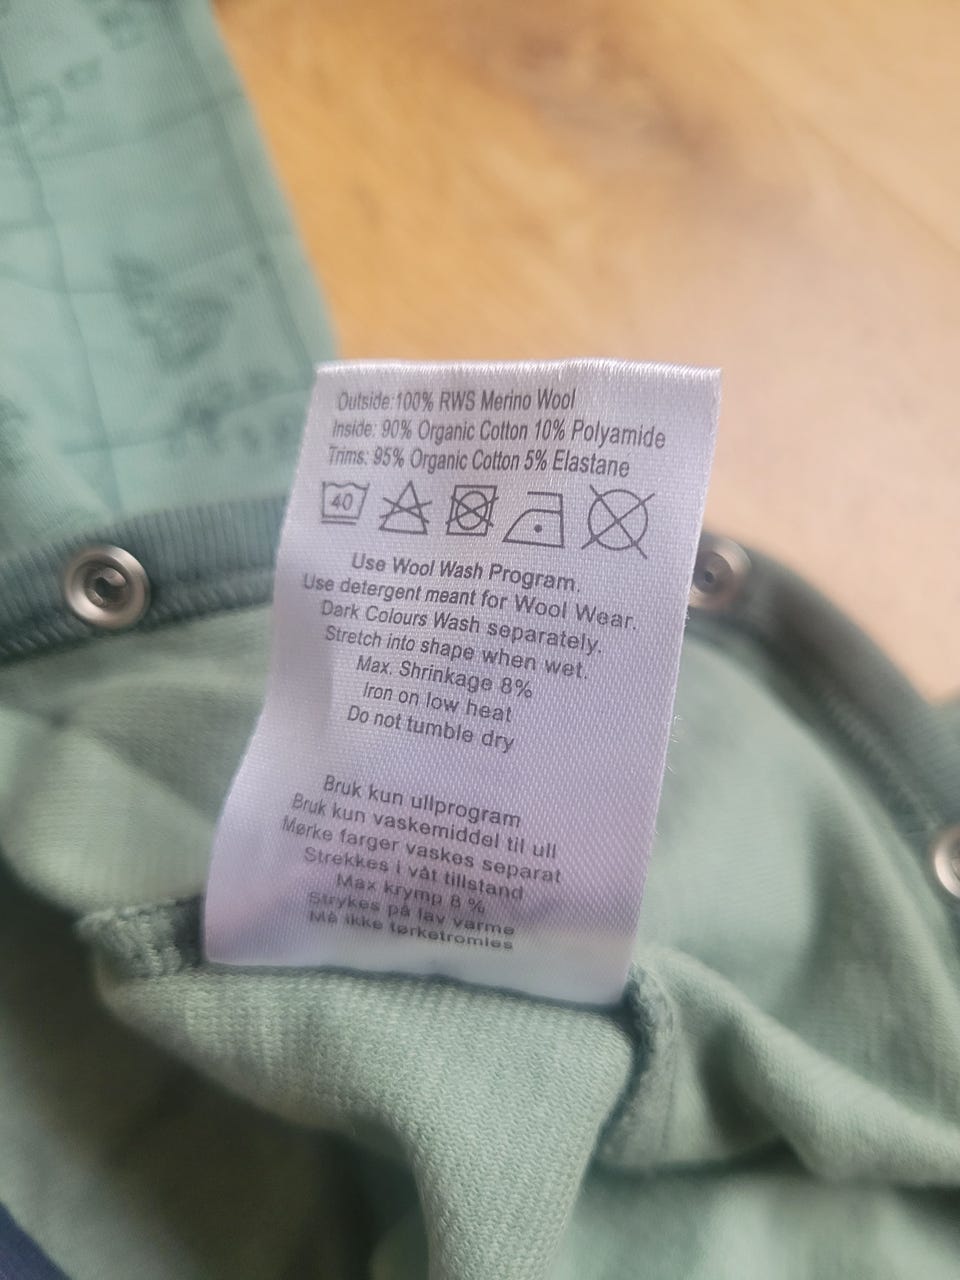 Outside:100% RWS Merino Wool
Inside: 90% Organic Cotton 10% Polyamide
Trims: 95% Organic Cotton 5% Elastane
40
Use Wool Wash Program.
Use detergent meant for Wool Wear.
Dark Colours Wash separately.
Stretch into shape when wet.
Max. Shrinkage 8%
Iron on low heat
Do not tumble dry
Bruk kun ullprogram
Bruk kun vaskemiddel til ull
Mørke farger vaskes separat
Strekkes i våt tillstand
Max krymp 8 %
Strykes på lav varme
Må ikke tørketromles